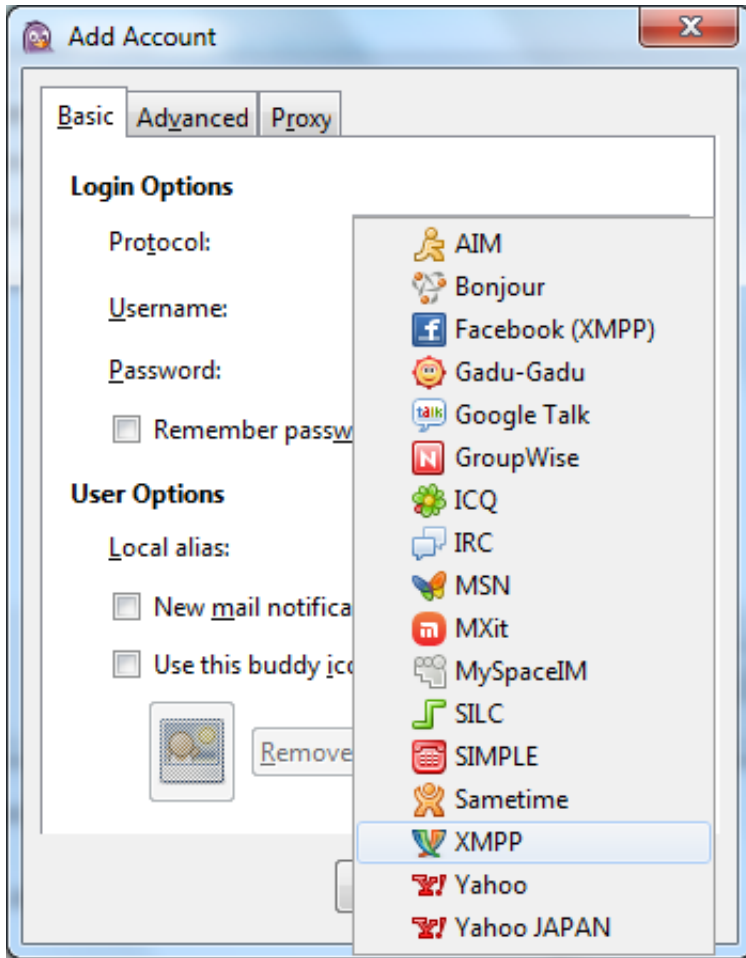 Add Account
Basic Advanced Proxy
Login Options
Protocol:
Username:
Password:
Remember passw
User Options
Local alias:
New mail notifica
Use this buddy ico
Remove
AIM
Bonjour
Facebook (XMPP)
Gadu-Gadu
talk Google Talk
GroupWise
ICQ
IRC
MSN
MXit
MySpaceIM
SILC
SIMPLE
Sametime
XMPP
Yahoo
Yahoo JAPAN